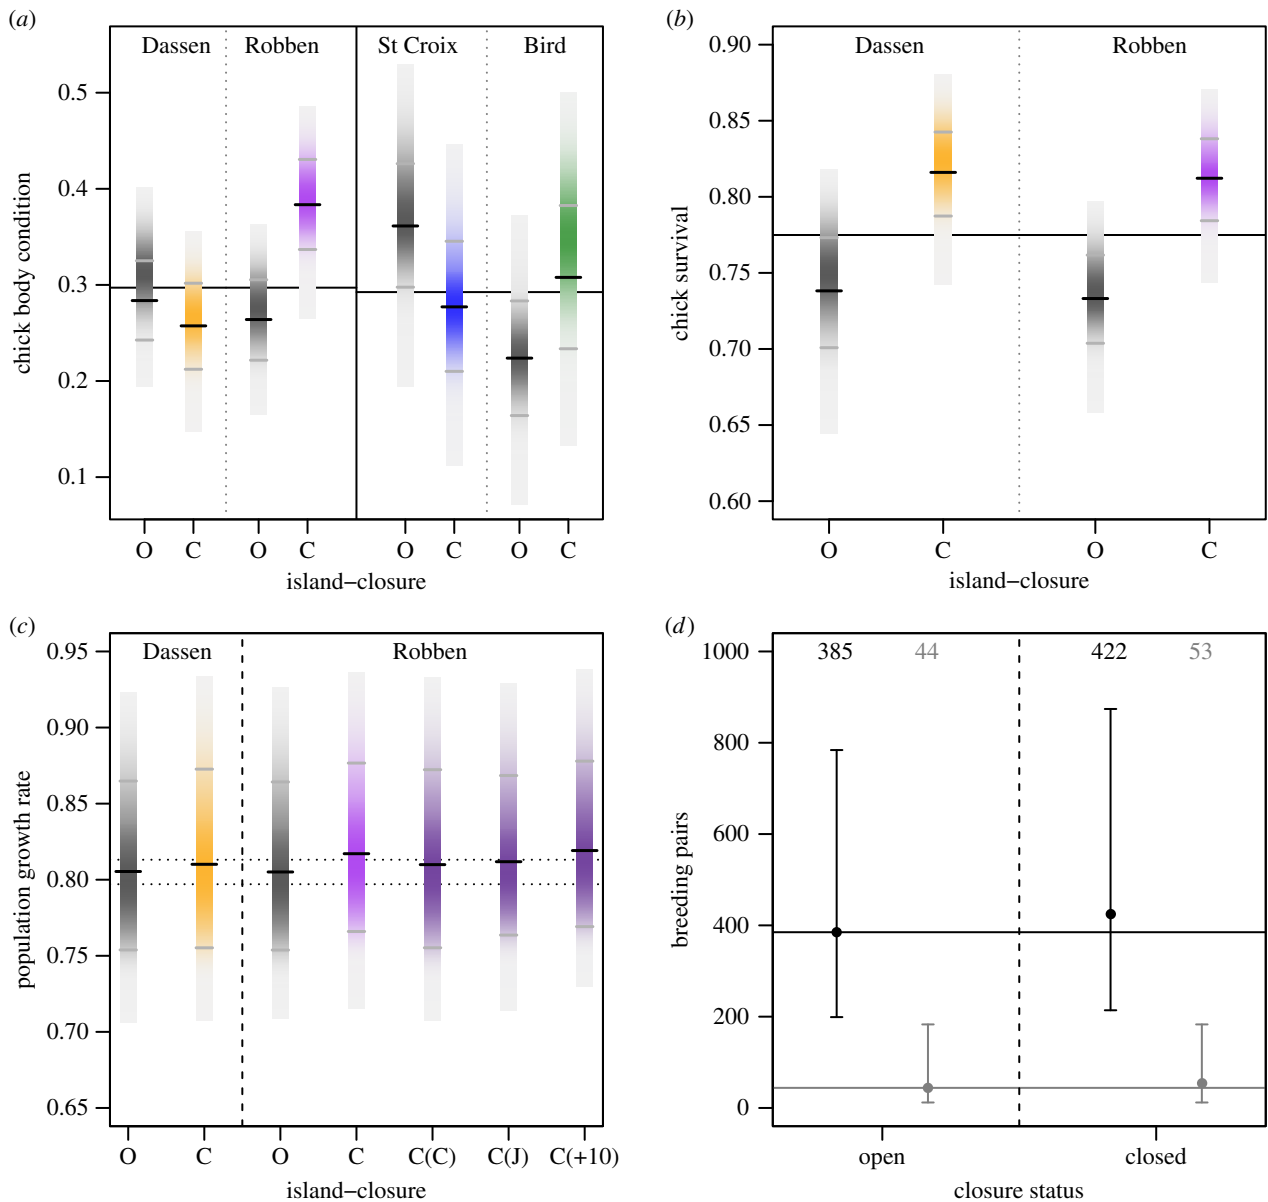 (a)
Dassen Robben St Croix Bird
0.5
0.4
0.3
0.2
0.1
chick body condition
O C O C O C O C
island−closure
(b)
Dassen Robben
0.90
0.85
0.80
0.75
0.70
0.65
0.60
chick survival
O C O C
island−closure
(c)
Dassen Robben
0.95
0.90
0.85
0.80
0.75
0.70
0.65
population growth rate
O C O C C(C) C(J) C(+10)
island−closure
(d)
385 44 422 53
1000
800
600
400
200
0
breeding pairs
open closed
closure status